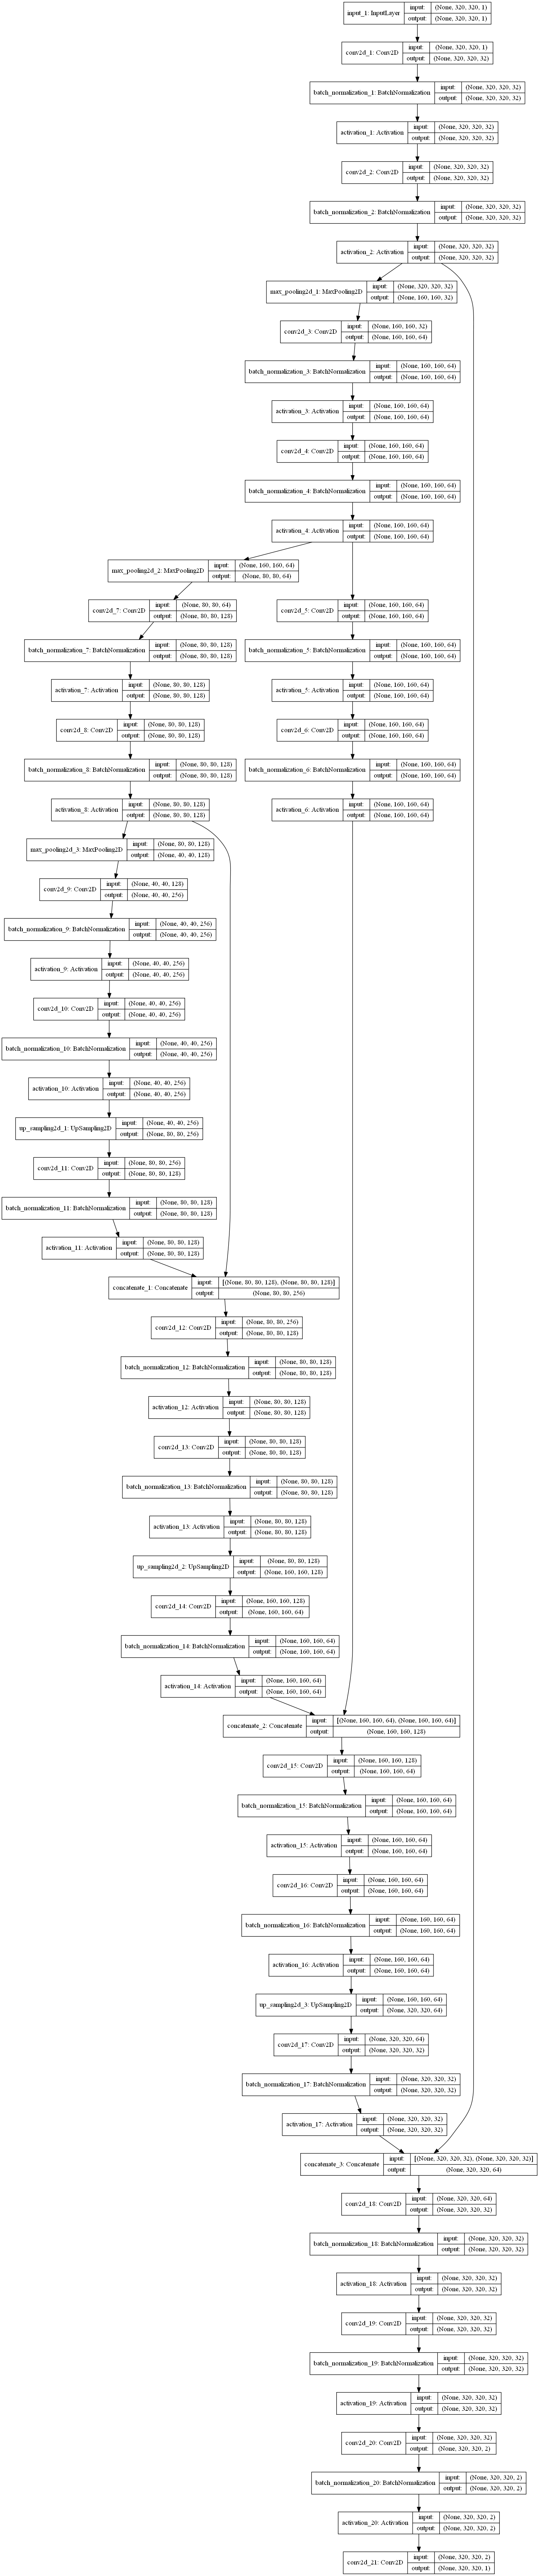 input_1: InputLayer
input: (None, 320, 320, 1)
output: (None, 320, 320, 1)
conv2d_1: Conv2D
input: (None, 320, 320, 1)
output: (None, 320, 320, 32)
batch_normalization_1: BatchNormalization
input: (None, 320, 320, 32)
output: (None, 320, 320, 32)
activation_1: Activation
input: (None, 320, 320, 32)
output: (None, 320, 320, 32)
conv2d_2: Conv2D
input: (None, 320, 320, 32)
output: (None, 320, 320, 32)
batch_normalization_2: BatchNormalization
input: (None, 320, 320, 32)
output: (None, 320, 320, 32)
activation_2: Activation
input: (None, 320, 320, 32)
output: (None, 320, 320, 32)
max_pooling2d_1: MaxPooling2D
input: (None, 320, 320, 32)
output: (None, 160, 160, 32)
conv2d_3: Conv2D
input: (None, 160, 160, 32)
output: (None, 160, 160, 64)
batch_normalization_3: BatchNormalization
input: (None, 160, 160, 64)
output: (None, 160, 160, 64)
activation_3: Activation
input: (None, 160, 160, 64)
output: (None, 160, 160, 64)
conv2d_4: Conv2D
input: (None, 160, 160, 64)
output: (None, 160, 160, 64)
batch_normalization_4: BatchNormalization
input: (None, 160, 160, 64)
output: (None, 160, 160, 64)
activation_4: Activation
input: (None, 160, 160, 64)
output: (None, 160, 160, 64)
max_pooling2d_2: MaxPooling2D
input: (None, 160, 160, 64)
output: (None, 80, 80, 64)
conv2d_7: Conv2D
input: (None, 80, 80, 64)
output: (None, 80, 80, 128)
conv2d_5: Conv2D
input: (None, 160, 160, 64)
output: (None, 160, 160, 64)
batch_normalization_7: BatchNormalization
input: (None, 80, 80, 128)
output: (None, 80, 80, 128)
batch_normalization_5: BatchNormalization
input: (None, 160, 160, 64)
output: (None, 160, 160, 64)
activation_7: Activation
input: (None, 80, 80, 128)
output: (None, 80, 80, 128)
activation_5: Activation
input: (None, 160, 160, 64)
output: (None, 160, 160, 64)
conv2d_8: Conv2D
input: (None, 80, 80, 128)
output: (None, 80, 80, 128)
conv2d_6: Conv2D
input: (None, 160, 160, 64)
output: (None, 160, 160, 64)
batch_normalization_8: BatchNormalization
input: (None, 80, 80, 128)
output: (None, 80, 80, 128)
batch_normalization_6: BatchNormalization
input: (None, 160, 160, 64)
output: (None, 160, 160, 64)
activation_8: Activation
input: (None, 80, 80, 128)
output: (None, 80, 80, 128)
activation_6: Activation
input: (None, 160, 160, 64)
output: (None, 160, 160, 64)
max_pooling2d_3: MaxPooling2D
input: (None, 80, 80, 128)
output: (None, 40, 40, 128)
conv2d_9: Conv2D
input: (None, 40, 40, 128)
output: (None, 40, 40, 256)
batch_normalization_9: BatchNormalization
input: (None, 40, 40, 256)
output: (None, 40, 40, 256)
activation_9: Activation
input: (None, 40, 40, 256)
output: (None, 40, 40, 256)
conv2d_10: Conv2D
input: (None, 40, 40, 256)
output: (None, 40, 40, 256)
batch_normalization_10: BatchNormalization
input: (None, 40, 40, 256)
output: (None, 40, 40, 256)
activation_10: Activation
input: (None, 40, 40, 256)
output: (None, 40, 40, 256)
up_sampling2d_1: UpSampling2D
input: (None, 40, 40, 256)
output: (None, 80, 80, 256)
conv2d_11: Conv2D
input: (None, 80, 80, 256)
output: (None, 80, 80, 128)
batch_normalization_11: BatchNormalization
input: (None, 80, 80, 128)
output: (None, 80, 80, 128)
activation_11: Activation
input: (None, 80, 80, 128)
output: (None, 80, 80, 128)
concatenate_1: Concatenate
input: [(None, 80, 80, 128), (None, 80, 80, 128)]
output: (None, 80, 80, 256)
conv2d_12: Conv2D
input: (None, 80, 80, 256)
output: (None, 80, 80, 128)
batch_normalization_12: BatchNormalization
input: (None, 80, 80, 128)
output: (None, 80, 80, 128)
activation_12: Activation
input: (None, 80, 80, 128)
output: (None, 80, 80, 128)
conv2d_13: Conv2D
input: (None, 80, 80, 128)
output: (None, 80, 80, 128)
batch_normalization_13: BatchNormalization
input: (None, 80, 80, 128)
output: (None, 80, 80, 128)
activation_13: Activation
input: (None, 80, 80, 128)
output: (None, 80, 80, 128)
up_sampling2d_2: UpSampling2D
input: (None, 80, 80, 128)
output: (None, 160, 160, 128)
conv2d_14: Conv2D
input: (None, 160, 160, 128)
output: (None, 160, 160, 64)
batch_normalization_14: BatchNormalization
input: (None, 160, 160, 64)
output: (None, 160, 160, 64)
activation_14: Activation
input: (None, 160, 160, 64)
output: (None, 160, 160, 64)
concatenate_2: Concatenate
input: [(None, 160, 160, 64), (None, 160, 160, 64)]
output: (None, 160, 160, 128)
conv2d_15: Conv2D
input: (None, 160, 160, 128)
output: (None, 160, 160, 64)
batch_normalization_15: BatchNormalization
input: (None, 160, 160, 64)
output: (None, 160, 160, 64)
activation_15: Activation
input: (None, 160, 160, 64)
output: (None, 160, 160, 64)
conv2d_16: Conv2D
input: (None, 160, 160, 64)
output: (None, 160, 160, 64)
batch_normalization_16: BatchNormalization
input: (None, 160, 160, 64)
output: (None, 160, 160, 64)
activation_16: Activation
input: (None, 160, 160, 64)
output: (None, 160, 160, 64)
up_sampling2d_3: UpSampling2D
input: (None, 160, 160, 64)
output: (None, 320, 320, 64)
conv2d_17: Conv2D
input: (None, 320, 320, 64)
output: (None, 320, 320, 32)
batch_normalization_17: BatchNormalization
input: (None, 320, 320, 32)
output: (None, 320, 320, 32)
activation_17: Activation
input: (None, 320, 320, 32)
output: (None, 320, 320, 32)
concatenate_3: Concatenate
input: [(None, 320, 320, 32), (None, 320, 320, 32)]
output: (None, 320, 320, 64)
conv2d_18: Conv2D
input: (None, 320, 320, 64)
output: (None, 320, 320, 32)
batch_normalization_18: BatchNormalization
input: (None, 320, 320, 32)
output: (None, 320, 320, 32)
activation_18: Activation
input: (None, 320, 320, 32)
output: (None, 320, 320, 32)
conv2d_19: Conv2D
input: (None, 320, 320, 32)
output: (None, 320, 320, 32)
batch_normalization_19: BatchNormalization
input: (None, 320, 320, 32)
output: (None, 320, 320, 32)
activation_19: Activation
input: (None, 320, 320, 32)
output: (None, 320, 320, 32)
conv2d_20: Conv2D
input: (None, 320, 320, 32)
output: (None, 320, 320, 2)
batch_normalization_20: BatchNormalization
input: (None, 320, 320, 2)
output: (None, 320, 320, 2)
activation_20: Activation
input: (None, 320, 320, 2)
output: (None, 320, 320, 2)
conv2d_21: Conv2D
input: (None, 320, 320, 2)
output: (None, 320, 320, 1)